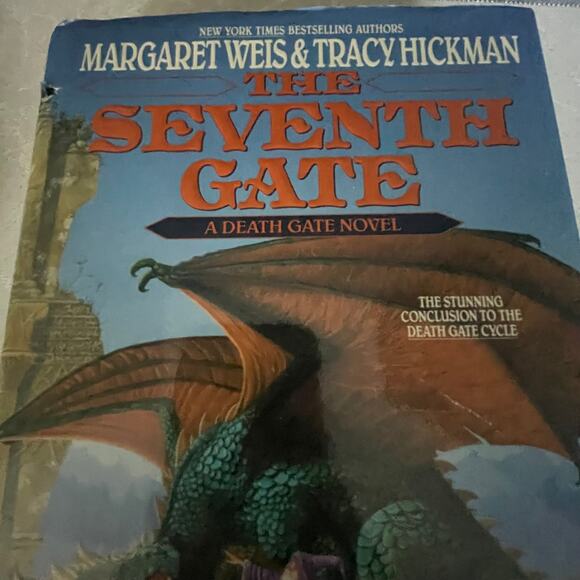 NEW YORK TIMES BESTSELLING AUTHORS
MARGARET WEIS & TRACY HICKMAN
THE
SEVENTH
GATE
A DEATH GATE NOVEL
THE STUNNING
CONCLUSION TO THE
DEATH GATE CYCLE